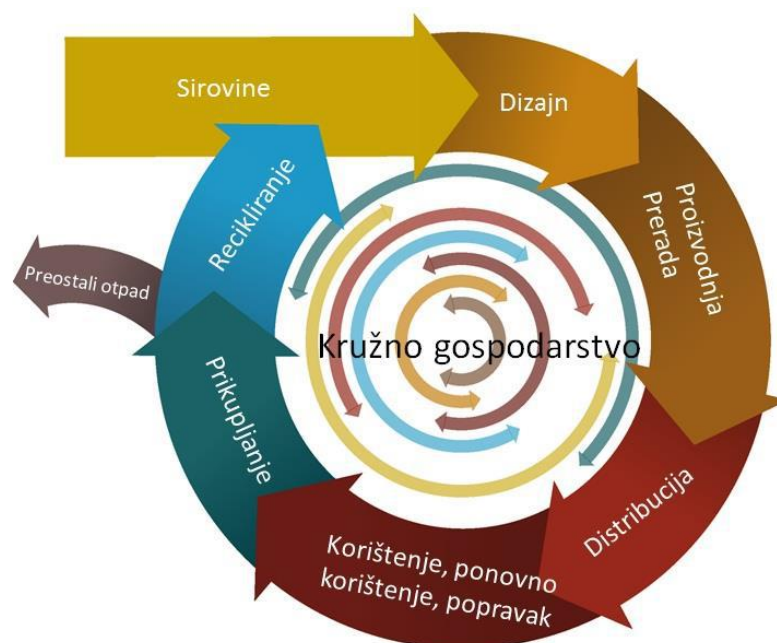 Sirovine
Dizajn
Proizvodnja
Prerada
Distribucija
Korištenje, ponovno
korištenje, popravak
Prikupljanje
Recikliranje
Preostali otpad
Kružno gospodarstvo